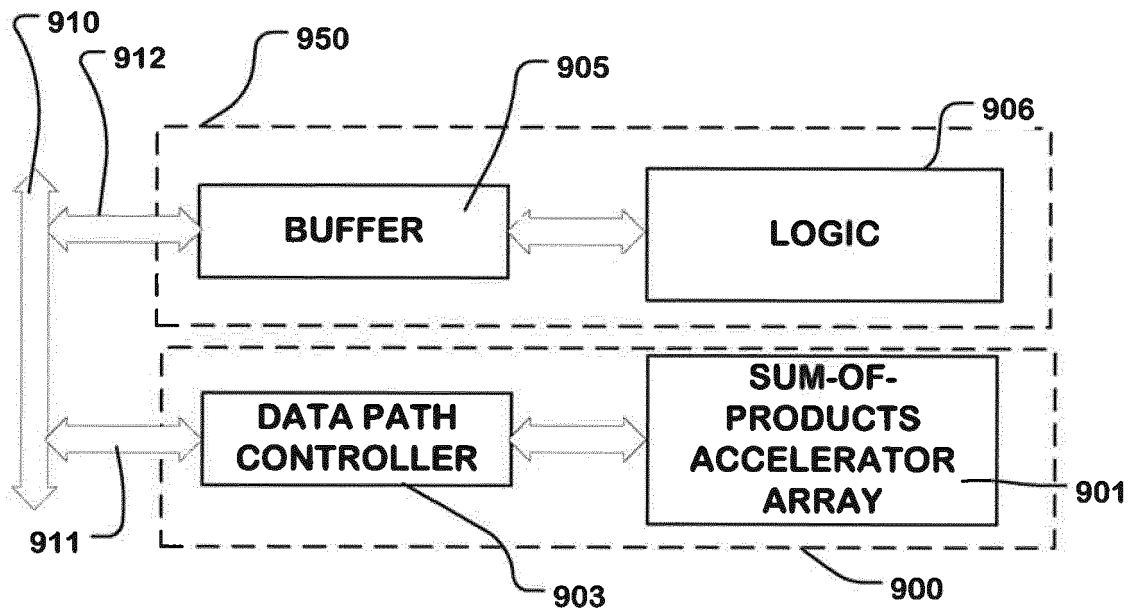 910
912
950
905
906
BUFFER
LOGIC
DATA PATH
CONTROLLER
SUM-OF-
PRODUCTS
ACCELERATOR
ARRAY
901
911
903
900